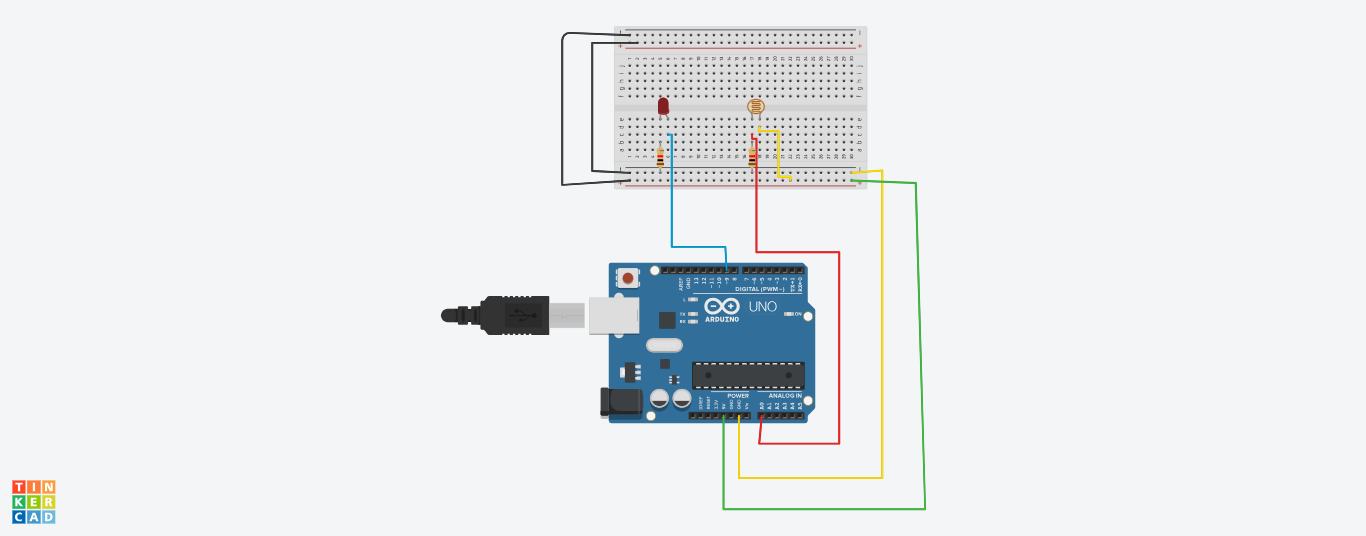 AREF
GND
13
12
~11
~10
~9
8
7
~6
~5
4
~3
2
TX→1
RX←0
DIGITAL (PWM~)
L
TX
RX
UNO
ON
ARDUINO
POWER
ANALOG IN
IOREF
RESET
3.3V
5V
GND
GND
Vin
A0
A1
A2
A3
A4
A5
TIN
KER
CAD